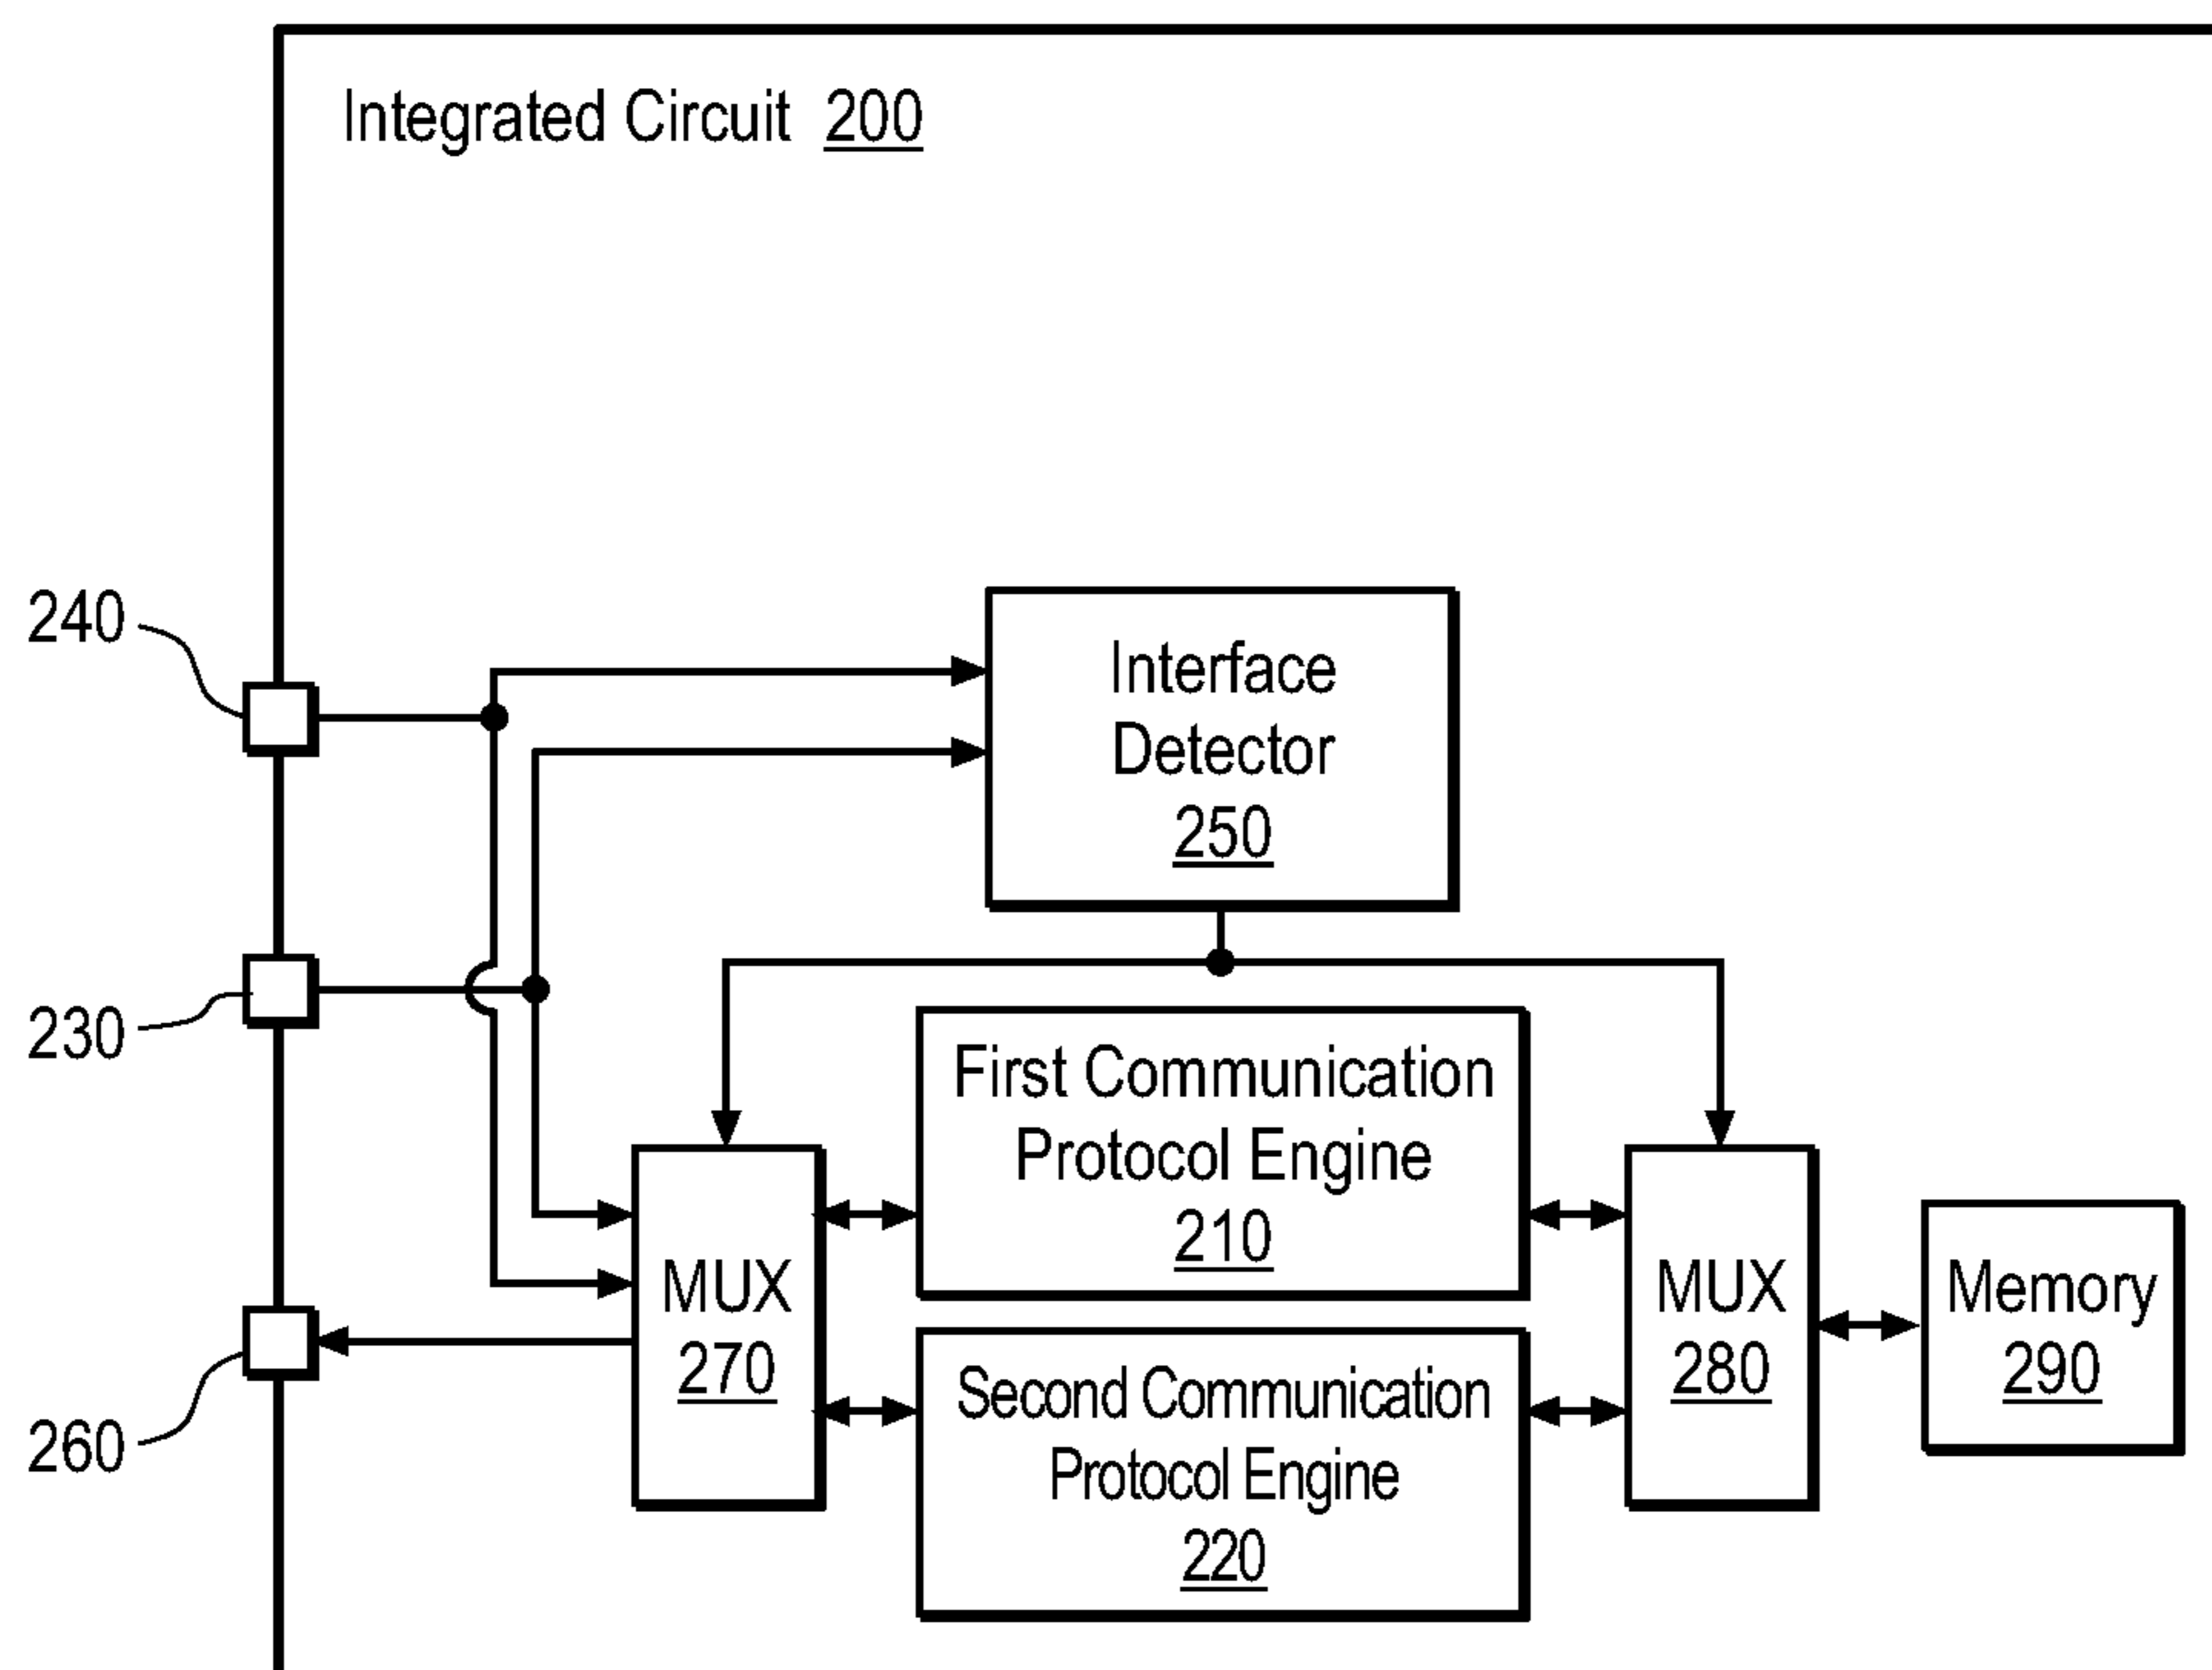 Integrated Circuit 200
240
Interface
Detector
250
230
First Communication
Protocol Engine
210
MUX
270
MUX
280
Memory
290
Second Communication
Protocol Engine
220
260